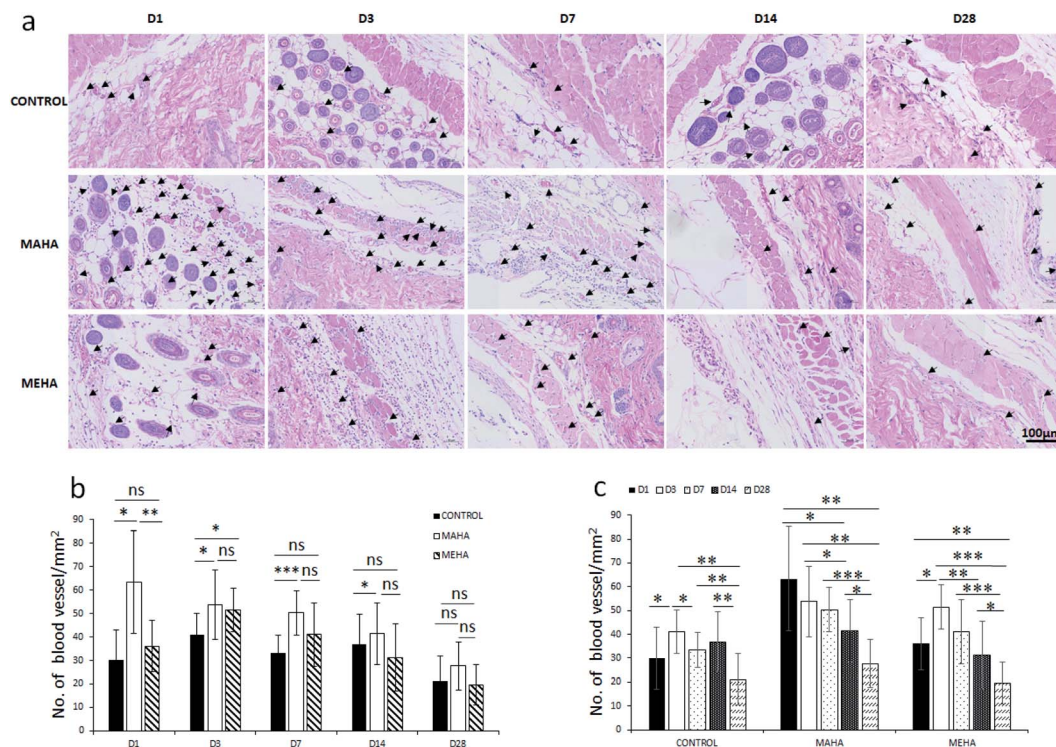 a
D1 D3 D7 D14 D28
CONTROL
MAHA
MEHA
100μm
b
No. of blood vessel/mm²
90
80
70
60
50
40
30
20
10
0
ns
* **
*
* ns
ns
*** ns
ns
* ns
ns
ns ns
CONTROL
MAHA
MEHA
D1 D3 D7 D14 D28
c
D1 D3 D7 D14 D28
No. of blood vessel/mm²
90
80
70
60
50
40
30
20
10
0
**
**
* * **
**
*
**
*
***
*
**
***
* **
***
*
CONTROL MAHA MEHA